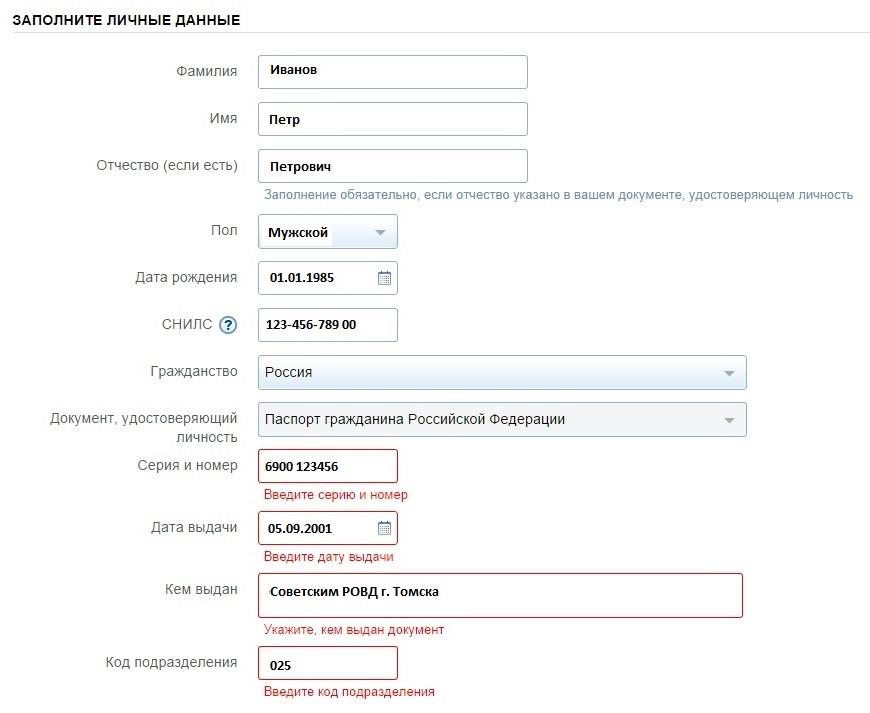 ЗАПОЛНИТЕ ЛИЧНЫЕ ДАННЫЕ
Фамилия Иванов
Имя Петр
Отчество (если есть) Петрович
Заполнение обязательно, если отчество указано в вашем документе, удостоверяющем личность
Пол Мужской
Дата рождения 01.01.1985
СНИЛС ? 123-456-789 00
Гражданство Россия
Документ, удостоверяющий Паспорт гражданина Российской Федерации
личность
Серия и номер 6900 123456
Введите серию и номер
Дата выдачи 05.09.2001
Введите дату выдачи
Кем выдан Советским РОВД г. Томска
Укажите, кем выдан документ
Код подразделения 025
Введите код подразделения